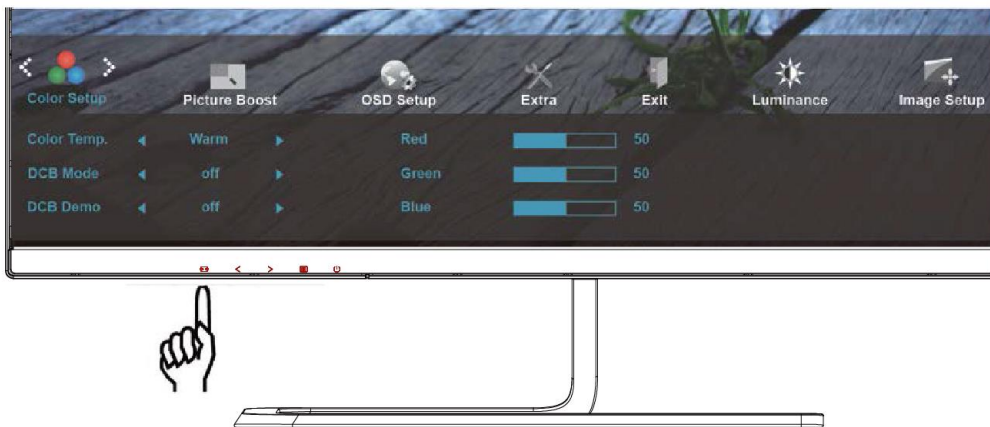 Color Setup Picture Boost OSD Setup Extra Exit Luminance Image Setup
Color Temp. Warm Red 50
DCB Mode off Green 50
DCB Demo off Blue 50